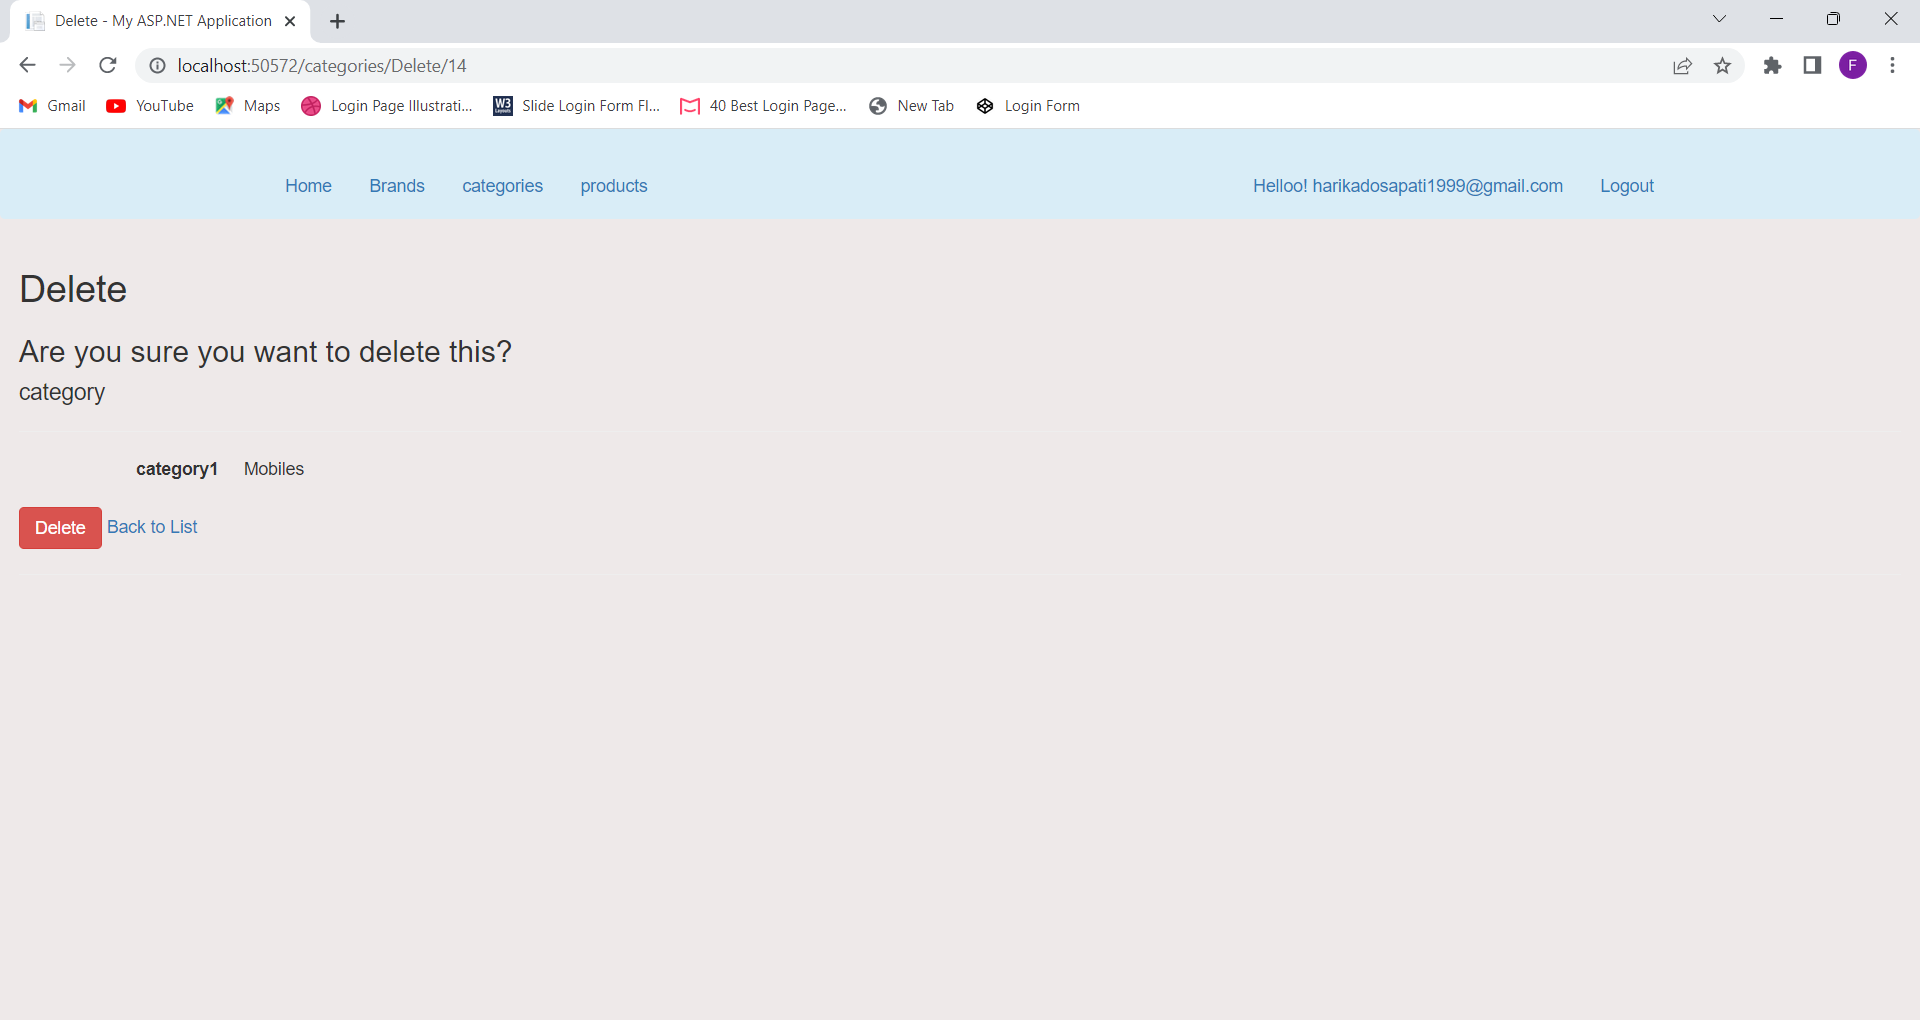 Delete - My ASP.NET Application
localhost:50572/categories/Delete/14
F
Gmail YouTube Maps Login Page Illustrati... W3 Layouts Slide Login Form Fl... 40 Best Login Page... New Tab Login Form
Home Brands categories products Helloo! harikadosapati1999@gmail.com Logout
Delete
Are you sure you want to delete this?
category
category1 Mobiles
Delete Back to List